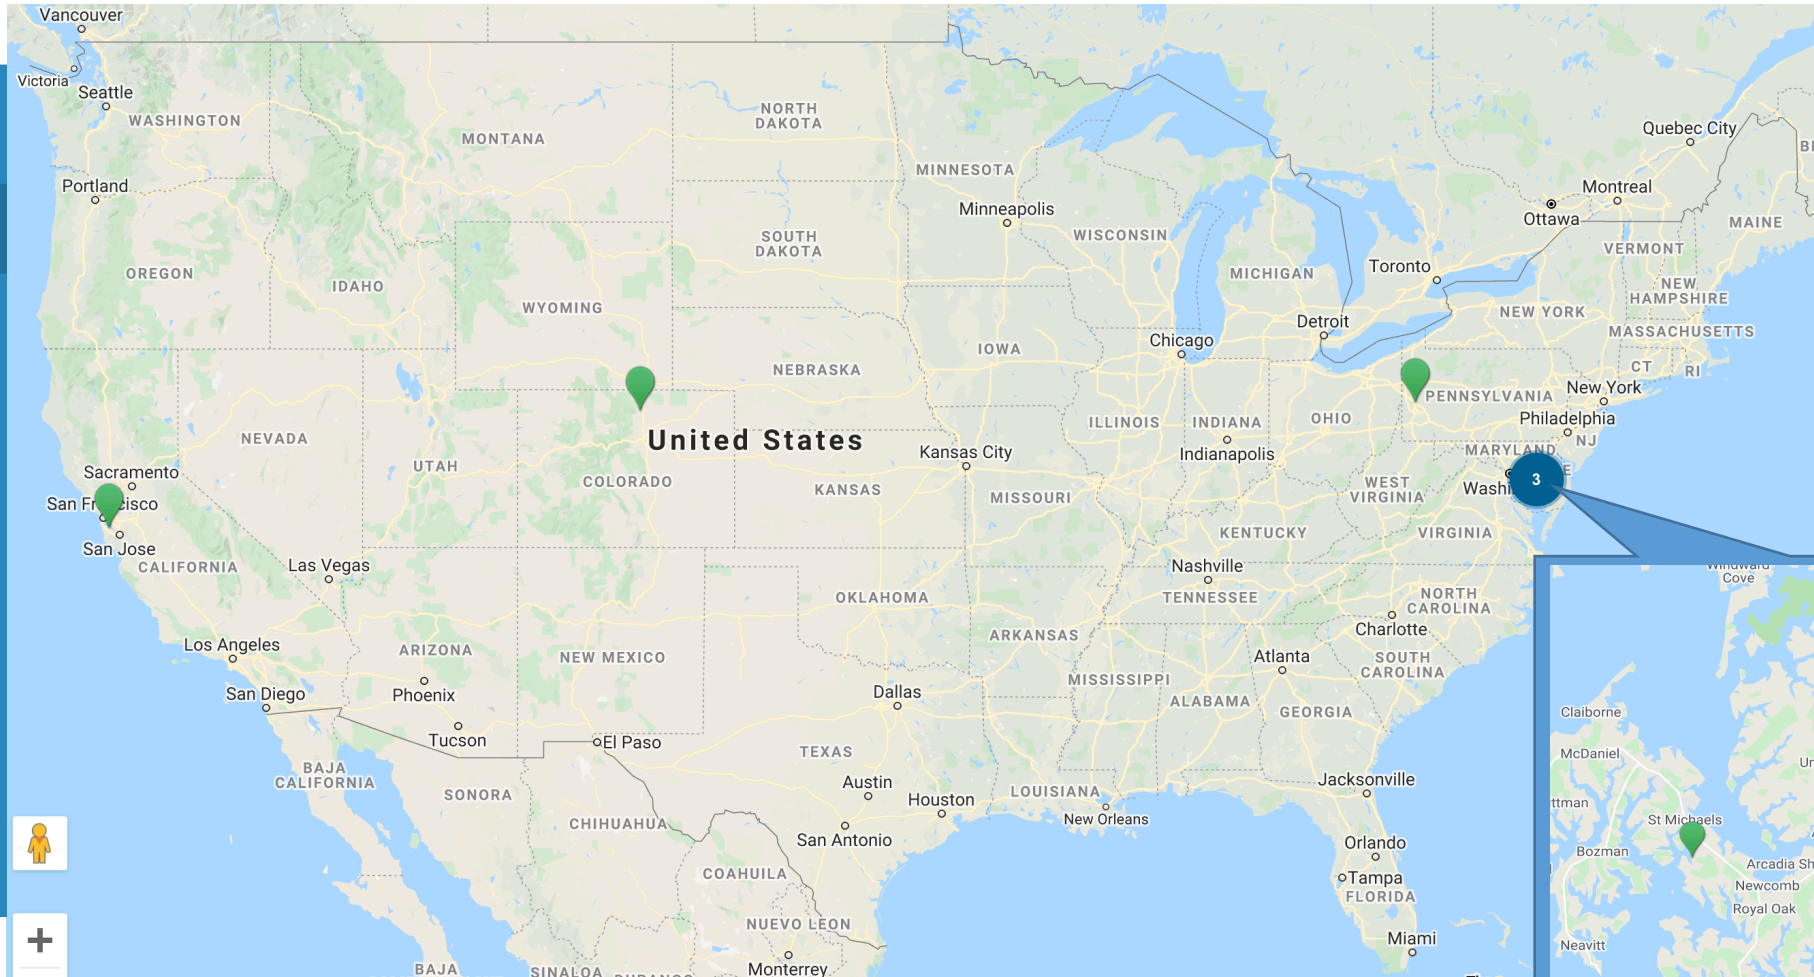 Vancouver
Victoria
Seattle
WASHINGTON
MONTANA
NORTH
DAKOTA
MINNESOTA
Quebec City
Portland
Minneapolis
Montreal
Ottawa
MAINE
OREGON
IDAHO
WYOMING
SOUTH
DAKOTA
WISCONSIN
MICHIGAN
Toronto
VERMONT
NEW
HAMPSHIRE
NEW YORK
MASSACHUSETTS
Detroit
Chicago
IOWA
CT
RI
NEBRASKA
New York
PENNSYLVANIA
Philadelphia
NJ
ILLINOIS
INDIANA
OHIO
NEVADA
United States
Kansas City
Indianapolis
MARYLAND
Sacramento
UTAH
COLORADO
KANSAS
MISSOURI
WEST
VIRGINIA
3
San
San Jose
CALIFORNIA
Las Vegas
KENTUCKY
VIRGINIA
Nashville
TENNESSEE
NORTH
CAROLINA
OKLAHOMA
Charlotte
ARKANSAS
Los Angeles
ARIZONA
NEW MEXICO
Atlanta
SOUTH
CAROLINA
San Diego
Phoenix
Dallas
MISSISSIPPI
ALABAMA
GEORGIA
Tucson
El Paso
TEXAS
BAJA
CALIFORNIA
SONORA
Austin
Houston
LOUISIANA
New Orleans
Jacksonville
CHIHUAHUA
San Antonio
Orlando
COAHUILA
Tampa
FLORIDA
NUEVO LEON
Miami
Monterrey
BAJA
SINALOA
DURANGO
Windward
Cove
Claiborne
McDaniel
St Michaels
Bozman
Arcadia
Newcomb
Royal Oak
Neavitt